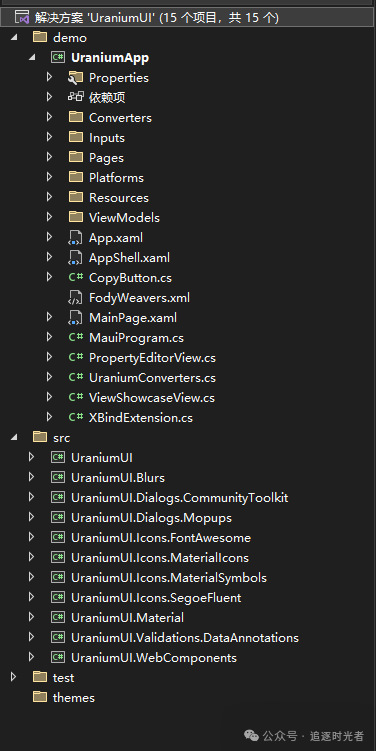 解决方案 'UraniumUI' (15 个项目，共 15 个)
demo
UraniumApp
Properties
依赖项
Converters
Inputs
Pages
Platforms
Resources
ViewModels
App.xaml
AppShell.xaml
CopyButton.cs
FodyWeavers.xml
MainPage.xaml
MauiProgram.cs
PropertyEditorView.cs
UraniumConverters.cs
ViewShowcaseView.cs
XBindExtension.cs
src
UraniumUI
UraniumUI.Blurs
UraniumUI.Dialogs.CommunityToolkit
UraniumUI.Dialogs.Mopups
UraniumUI.Icons.FontAwesome
UraniumUI.Icons.MaterialIcons
UraniumUI.Icons.MaterialSymbols
UraniumUI.Icons.SegoeFluent
UraniumUI.Material
UraniumUI.Validations.DataAnnotations
UraniumUI.WebComponents
test
themes
公众号 · 追逐时光者